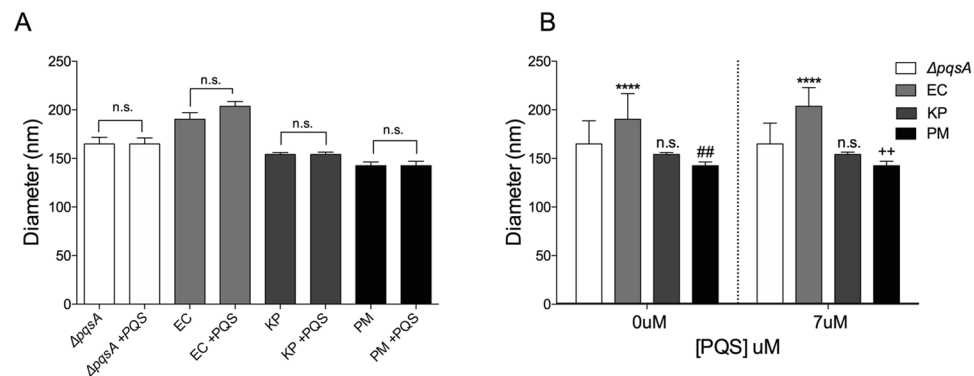 A
Diameter (nm)
250
200
150
100
50
0
n.s.
n.s.
n.s.
n.s.
ΔpqsA
ΔpqsA +PQS
EC
EC +PQS
KP
KP +PQS
PM
PM +PQS
B
Diameter (nm)
250
200
150
100
50
0
****
n.s.
##
****
n.s.
++
0uM
7uM
[PQS] uM
ΔpqsA
EC
KP
PM